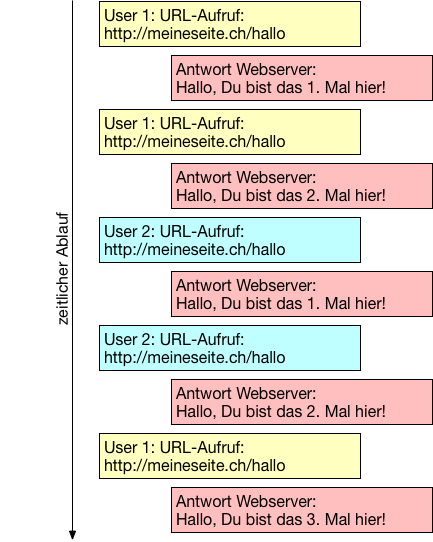 User 1: URL-Aufruf:
http://meineseite.ch/hallo
Antwort Webserver:
Hallo, Du bist das 1. Mal hier!
User 1: URL-Aufruf:
http://meineseite.ch/hallo
Antwort Webserver:
Hallo, Du bist das 2. Mal hier!
User 2: URL-Aufruf:
http://meineseite.ch/hallo
Antwort Webserver:
Hallo, Du bist das 1. Mal hier!
User 2: URL-Aufruf:
http://meineseite.ch/hallo
Antwort Webserver:
Hallo, Du bist das 2. Mal hier!
User 1: URL-Aufruf:
http://meineseite.ch/hallo
Antwort Webserver:
Hallo, Du bist das 3. Mal hier!
zeitlicher Ablauf